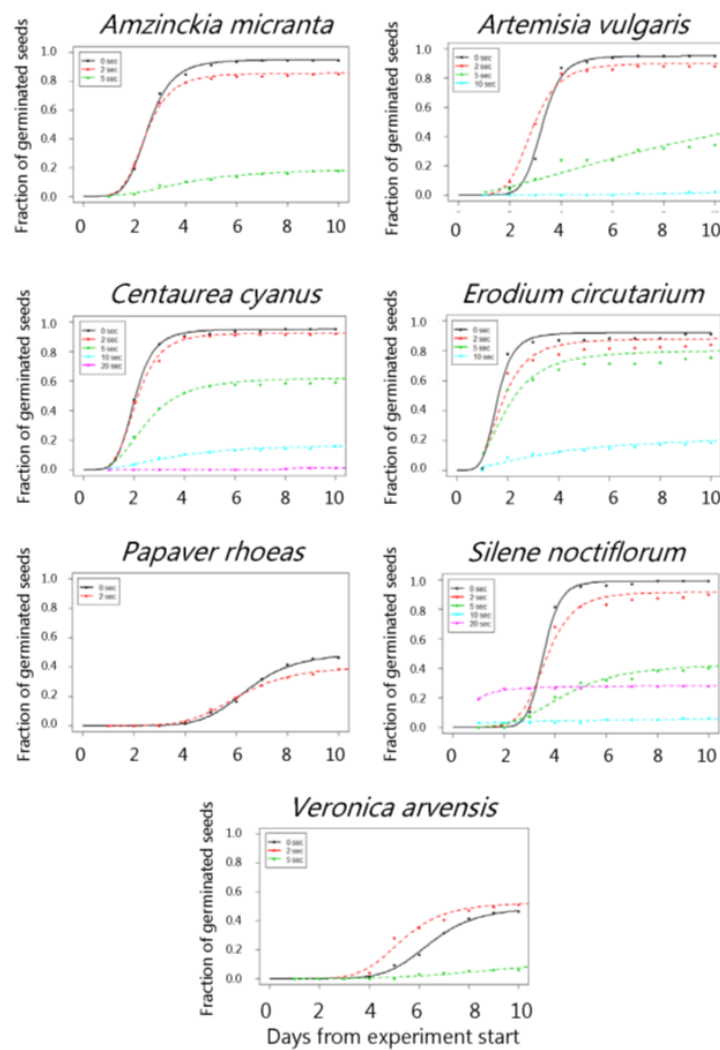 Amzinckia micranta
Fraction of germinated seeds
1.0
0.8
0.6
0.4
0.2
0.0
0 sec
2 sec
5 sec
0 2 4 6 8 10
Artemisia vulgaris
Fraction of germinated seeds
1.0
0.8
0.6
0.4
0.2
0.0
0 sec
2 sec
5 sec
10 sec
0 2 4 6 8 10
Centaurea cyanus
Fraction of germinated seeds
1.0
0.8
0.6
0.4
0.2
0.0
0 sec
2 sec
5 sec
10 sec
20 sec
0 2 4 6 8 10
Erodium circutarium
Fraction of germinated seeds
1.0
0.8
0.6
0.4
0.2
0.0
0 sec
2 sec
5 sec
10 sec
0 2 4 6 8 10
Papaver rhoeas
Fraction of germinated seeds
1.0
0.8
0.6
0.4
0.2
0.0
0 sec
2 sec
0 2 4 6 8 10
Silene noctiflorum
Fraction of germinated seeds
1.0
0.8
0.6
0.4
0.2
0.0
0 sec
2 sec
5 sec
10 sec
20 sec
0 2 4 6 8 10
Veronica arvensis
Fraction of germinated seeds
1.0
0.8
0.6
0.4
0.2
0.0
0 sec
2 sec
5 sec
0 2 4 6 8 10
Days from experiment start